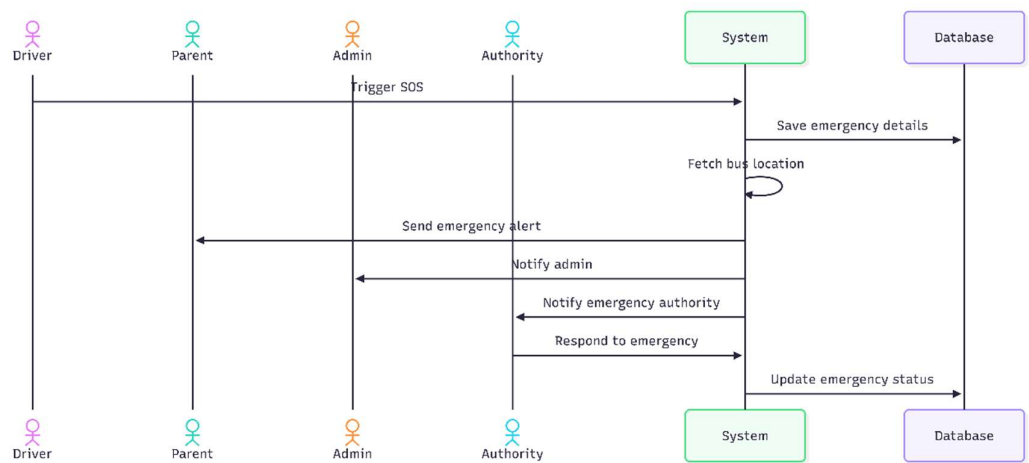 Driver Parent Admin Authority System Database
Trigger SOS
Save emergency details
Fetch bus location
Send emergency alert
Notify admin
Notify emergency authority
Respond to emergency
Update emergency status
Driver Parent Admin Authority System Database